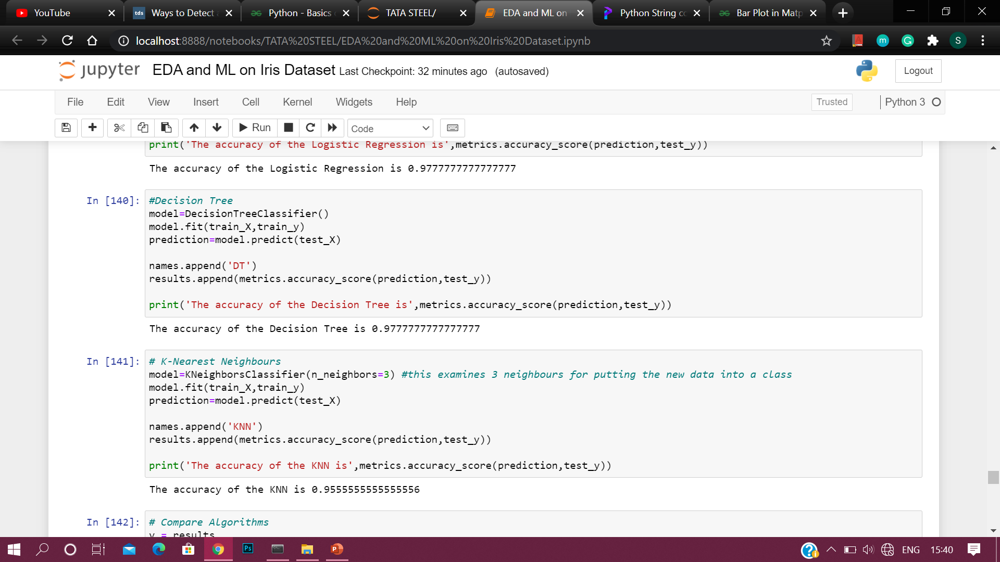 YouTube
tds Ways to Detect a
Python - Basics
TATA STEEL/
EDA and ML on
Python String co
Bar Plot in Matp
localhost:8888/notebooks/TATA%20STEEL/EDA%20and%20ML%20on%20Iris%20Dataset.ipynb
m
G
S
jupyter EDA and ML on Iris Dataset Last Checkpoint: 32 minutes ago (autosaved)
Logout
File Edit View Insert Cell Kernel Widgets Help
Trusted
Python 3
Run
Code
print('The accuracy of the Logistic Regression is',metrics.accuracy_score(prediction,test_y))
The accuracy of the Logistic Regression is 0.9777777777777777
In [140]: #Decision Tree
model=DecisionTreeClassifier()
model.fit(train_X,train_y)
prediction=model.predict(test_X)
names.append('DT')
results.append(metrics.accuracy_score(prediction,test_y))
print('The accuracy of the Decision Tree is',metrics.accuracy_score(prediction,test_y))
The accuracy of the Decision Tree is 0.9777777777777777
In [141]: # K-Nearest Neighbours
model=KNeighborsClassifier(n_neighbors=3) #this examines 3 neighbours for putting the new data into a class
model.fit(train_X,train_y)
prediction=model.predict(test_X)
names.append('KNN')
results.append(metrics.accuracy_score(prediction,test_y))
print('The accuracy of the KNN is',metrics.accuracy_score(prediction,test_y))
The accuracy of the KNN is 0.9555555555555556
In [142]: # Compare Algorithms
y = results
Ps
P
ENG
15:40